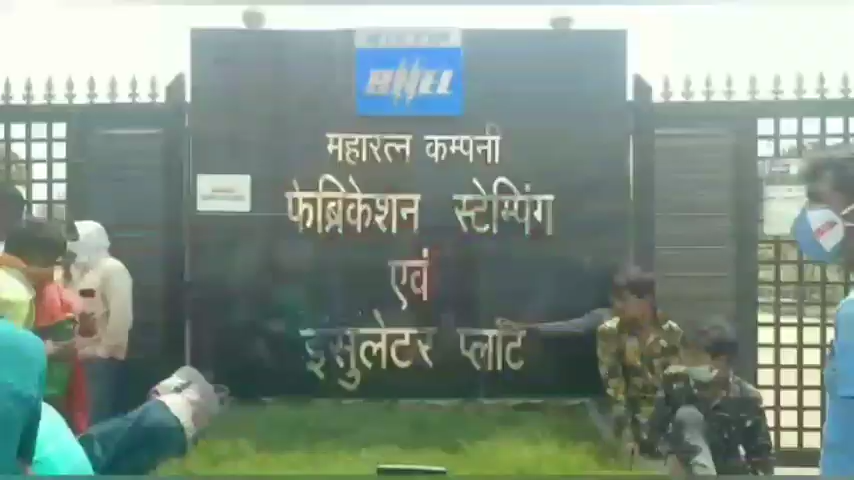 BHEL
महारत्न कम्पनी
फेब्रिकेशन स्टेम्पिंग
एवं
इंसुलेटर प्लांट